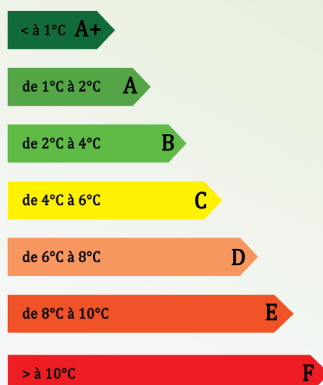 < à 1°C A+
de 1°C à 2°C A
de 2°C à 4°C B
de 4°C à 6°C C
de 6°C à 8°C D
de 8°C à 10°C E
> à 10°C F